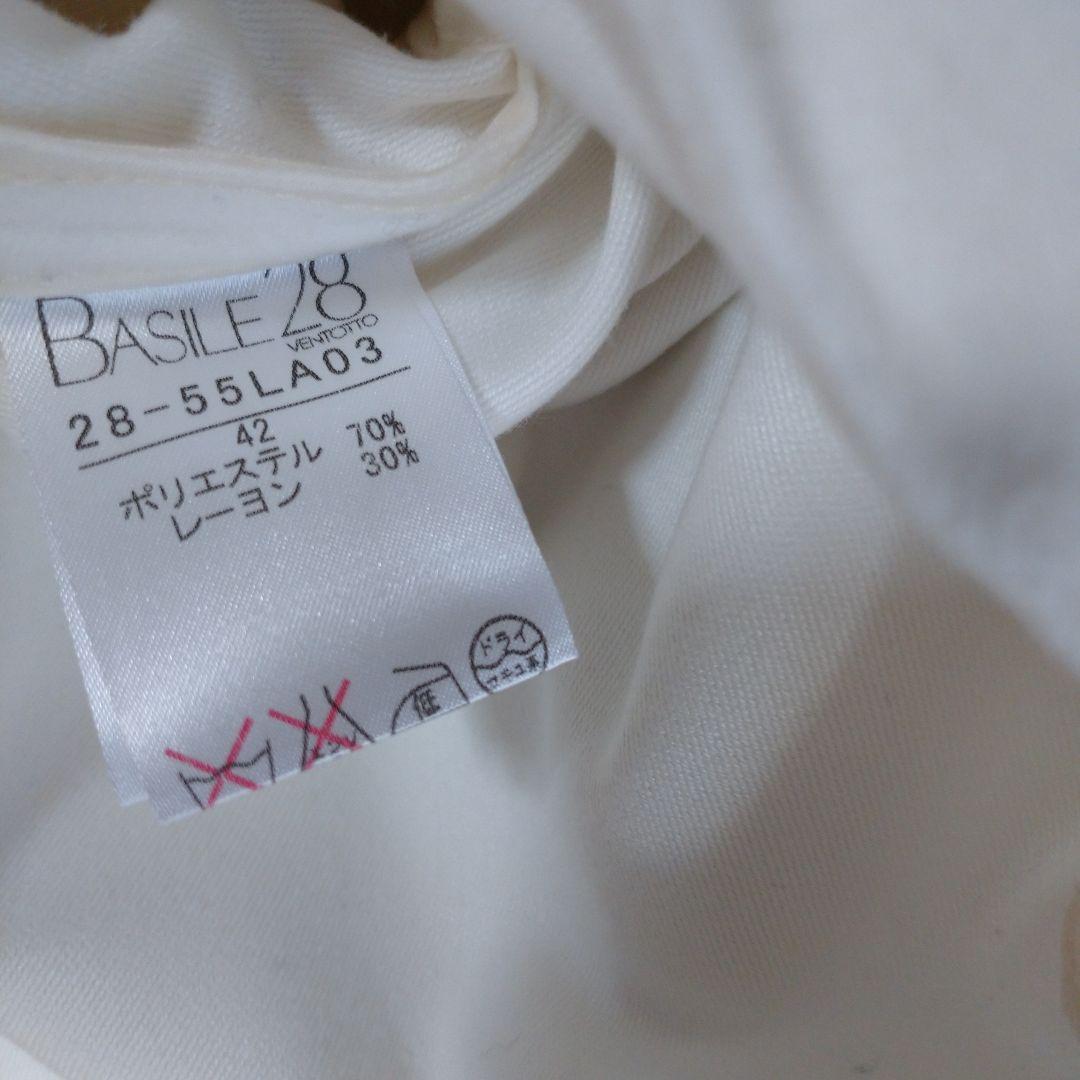 BASILE'28
VENTOTTO
28-55LA03
42
ポリエステル 70%
レーヨン 30%
低
ドライ